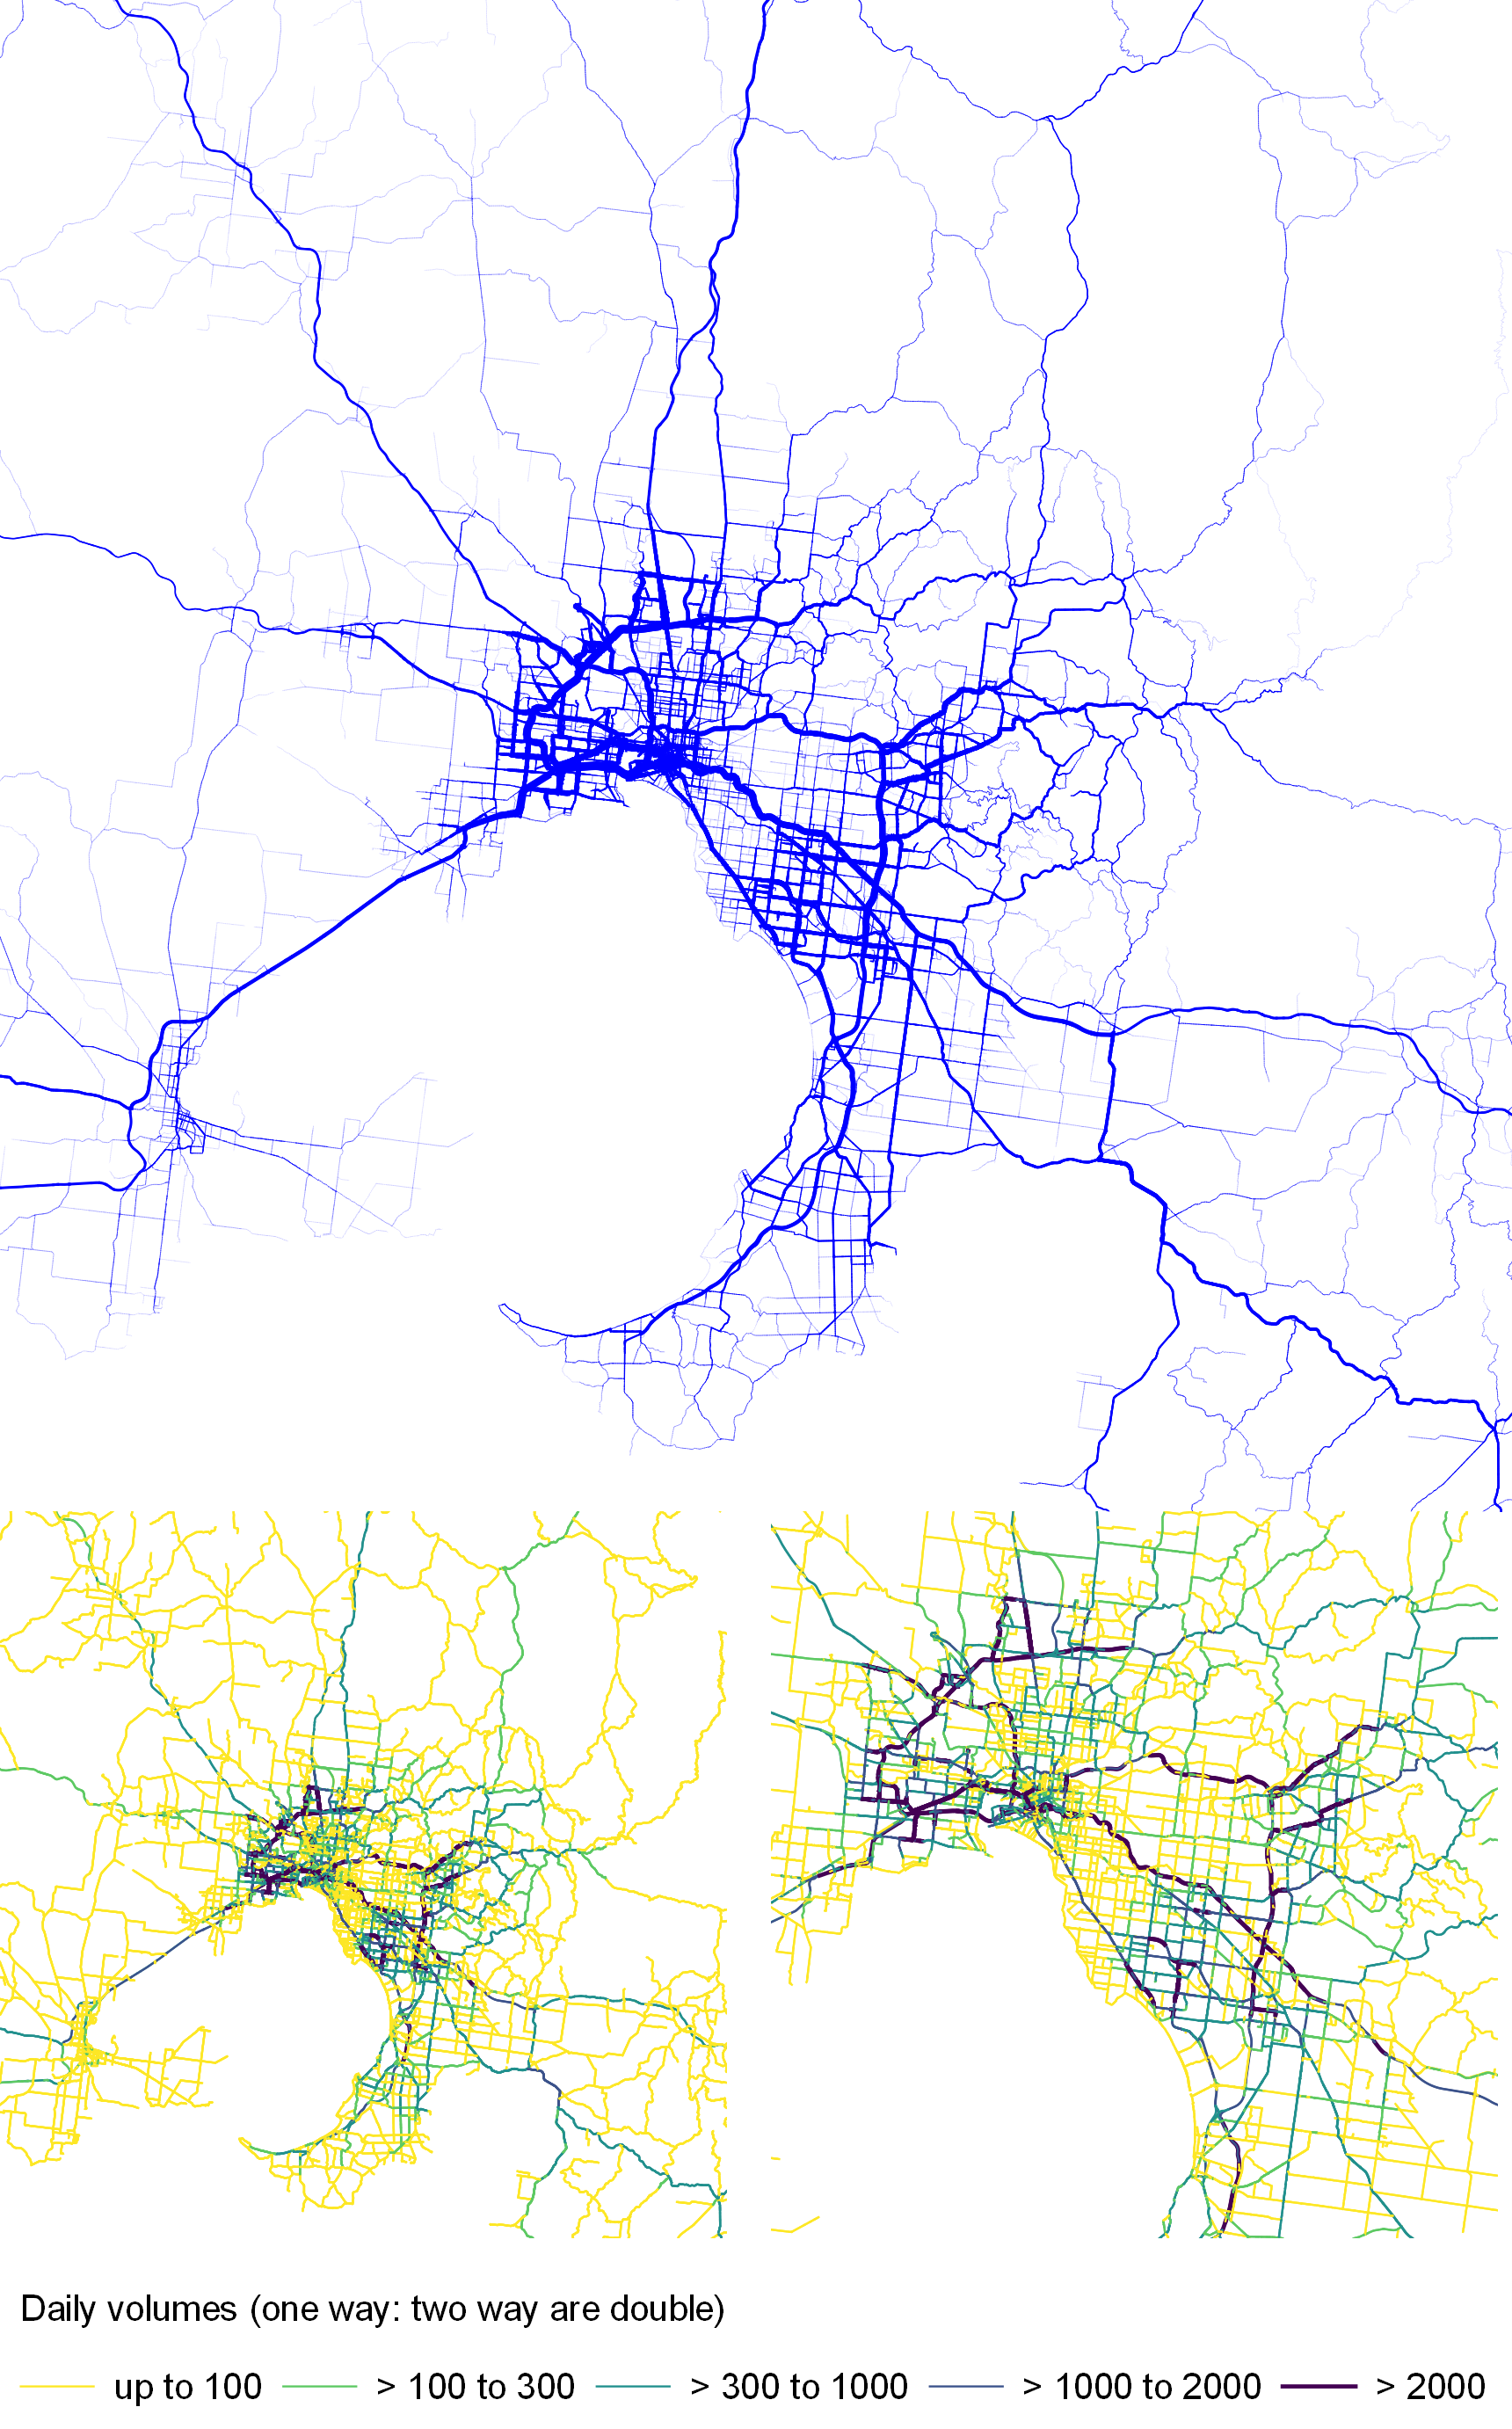 Daily volumes (one way: two way are double)
up to 100 > 100 to 300 > 300 to 1000 > 1000 to 2000 > 2000